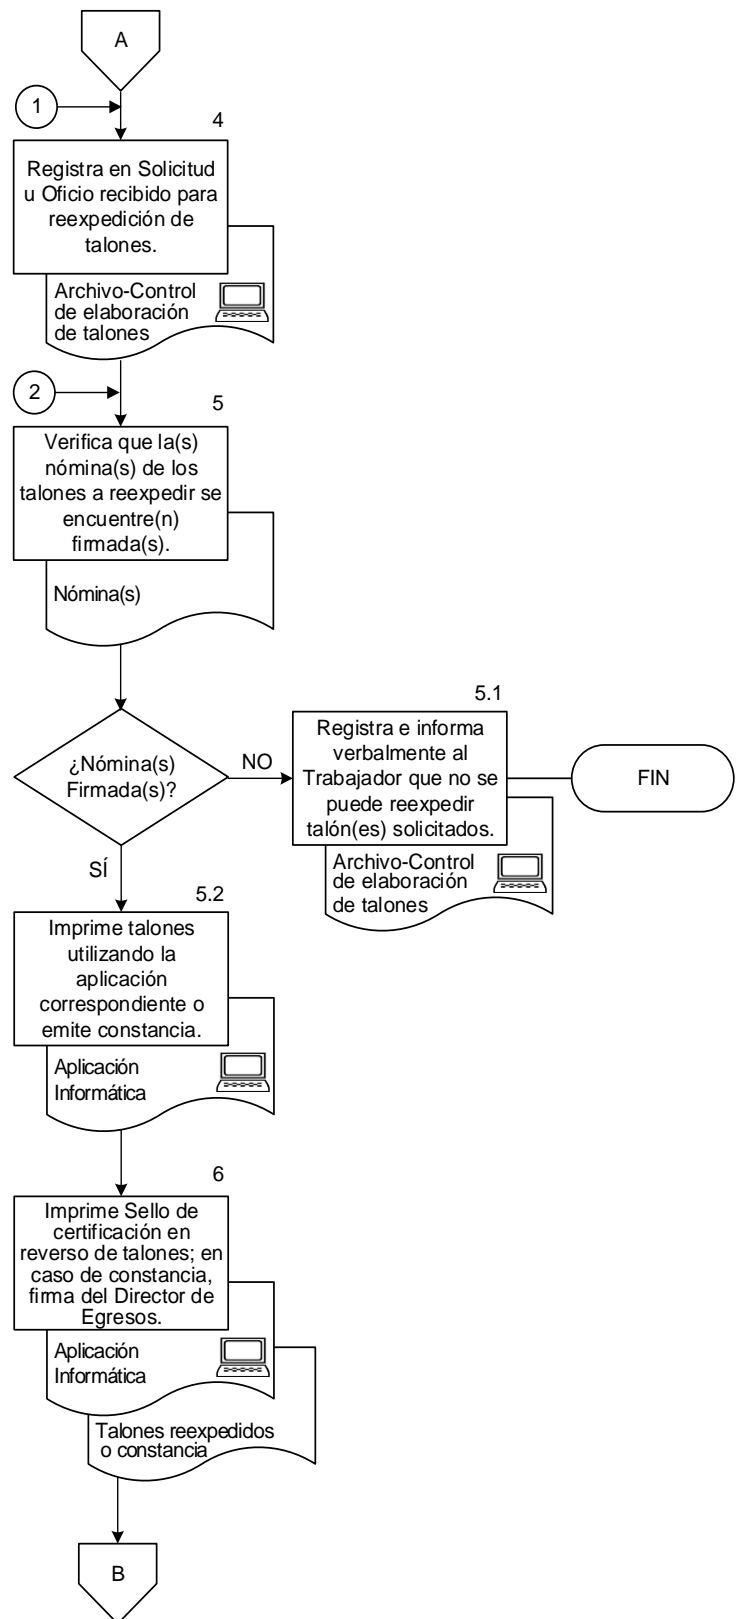 A
1
4
Registra en Solicitud
u Oficio recibido para
reexpedición de
talones.
Archivo-Control
de elaboración
de talones
2
5
Verifica que la(s)
nómina(s) de los
talones a reexpedir se
encuentre(n)
firmada(s).
Nómina(s)
¿Nómina(s)
Firmada(s)?
NO
5.1
Registra e informa
verbalmente al
Trabajador que no se
puede reexpedir
talón(es) solicitados.
Archivo-Control
de elaboración
de talones
FIN
SÍ
5.2
Imprime talones
utilizando la
aplicación
correspondiente o
emite constancia.
Aplicación
Informática
6
Imprime Sello de
certificación en
reverso de talones; en
caso de constancia,
firma del Director de
Egresos.
Aplicación
Informática
Talones reexpedidos
o constancia
B